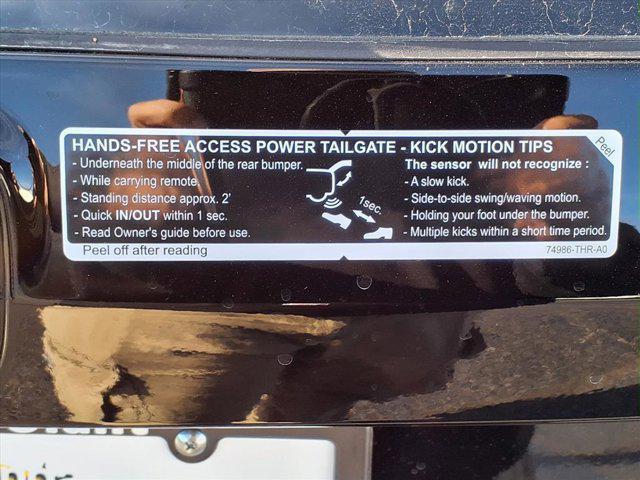 HANDS-FREE ACCESS POWER TAILGATE - KICK MOTION TIPS
Peel
- Underneath the middle of the rear bumper.
- While carrying remote.
- Standing distance approx. 2'
- Quick IN/OUT within 1 sec.
- Read Owner's guide before use.
1sec.
The sensor will not recognize :
- A slow kick.
- Side-to-side swing/waving motion.
- Holding your foot under the bumper.
- Multiple kicks within a short time period.
Peel off after reading
74986-THR-A0